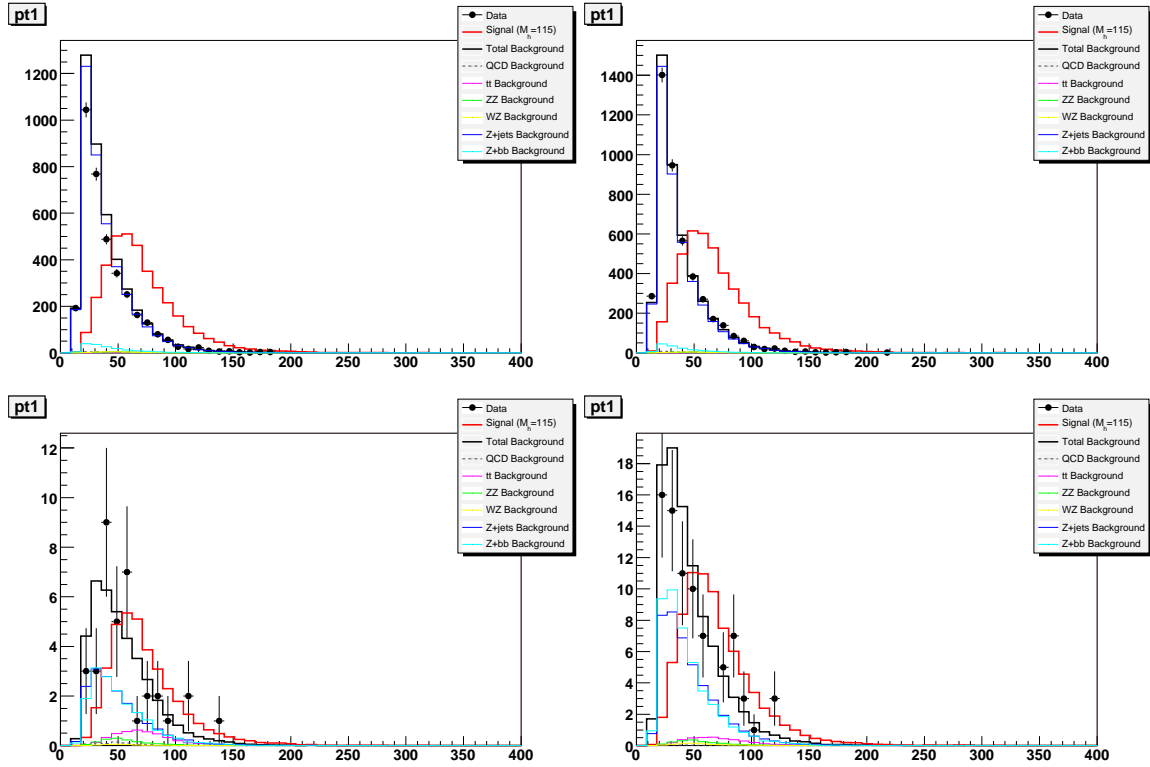 pt1
Data
Signal (M_h=115)
Total Background
QCD Background
tt Background
ZZ Background
WZ Background
Z+jets Background
Z+bb Background
1200
1000
800
600
400
200
0
0 50 100 150 200 250 300 350 400
pt1
Data
Signal (M_h=115)
Total Background
QCD Background
tt Background
ZZ Background
WZ Background
Z+jets Background
Z+bb Background
1400
1200
1000
800
600
400
200
0
0 50 100 150 200 250 300 350 400
pt1
Data
Signal (M_h=115)
Total Background
QCD Background
tt Background
ZZ Background
WZ Background
Z+jets Background
Z+bb Background
12
10
8
6
4
2
0
0 50 100 150 200 250 300 350 400
pt1
Data
Signal (M_h=115)
Total Background
QCD Background
tt Background
ZZ Background
WZ Background
Z+jets Background
Z+bb Background
18
16
14
12
10
8
6
4
2
0
0 50 100 150 200 250 300 350 400